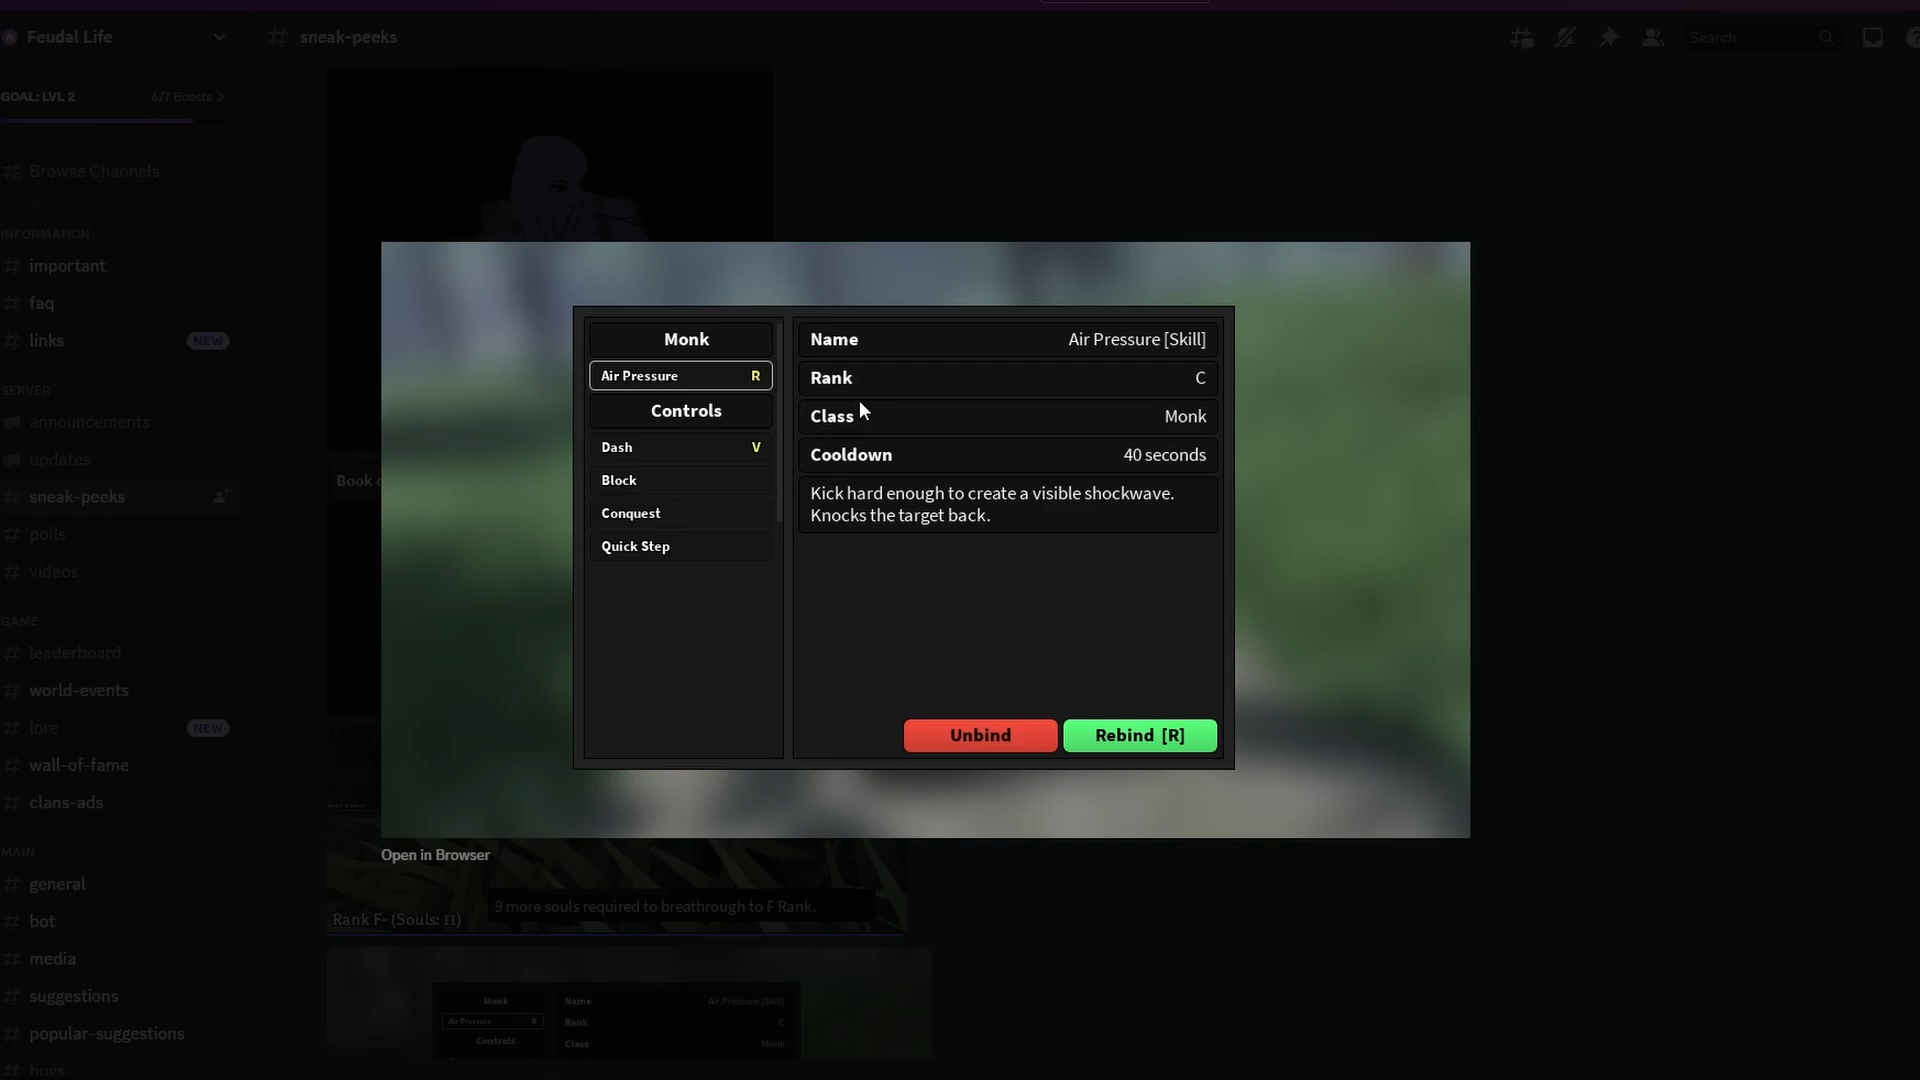 Feudal Life
sneak-peeks
Search
GOAL: LVL 2
6/7 Boosts
Browse Channels
INFORMATION
important
faq
links
NEW
SERVER
announcements
updates
sneak-peeks
polls
videos
GAME
leaderboard
world-events
lore
NEW
wall-of-fame
clans-ads
MAIN
general
bot
media
suggestions
popular-suggestions
bugs
Book
Monk
Air Pressure R
Controls
Dash V
Block
Conquest
Quick Step
Name Air Pressure [Skill]
Rank C
Class Monk
Cooldown 40 seconds
Kick hard enough to create a visible shockwave.
Knocks the target back.
Unbind
Rebind [R]
Open in Browser
9 more souls required to breathrough to F Rank.
Rank F- (Souls: II)
Monk
Air Pressure R
Controls
Name Air Pressure [Skill]
Rank C
Class Monk